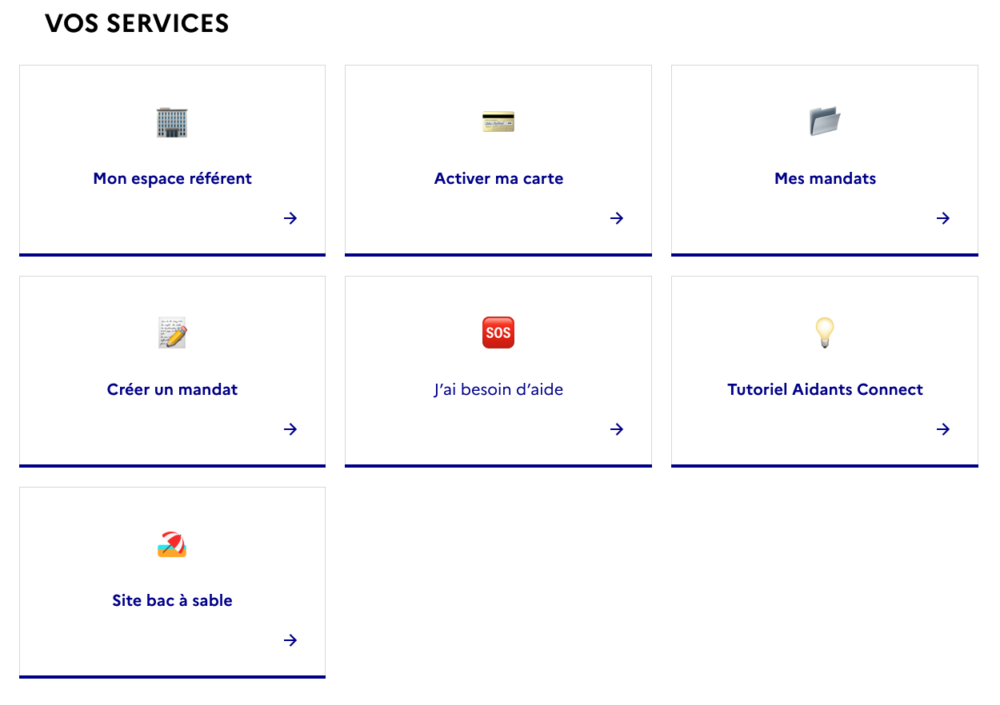 VOS SERVICES
Mon espace référent
Activer ma carte
Mes mandats
Créer un mandat
SOS
J’ai besoin d’aide
Tutoriel Aidants Connect
Site bac à sable